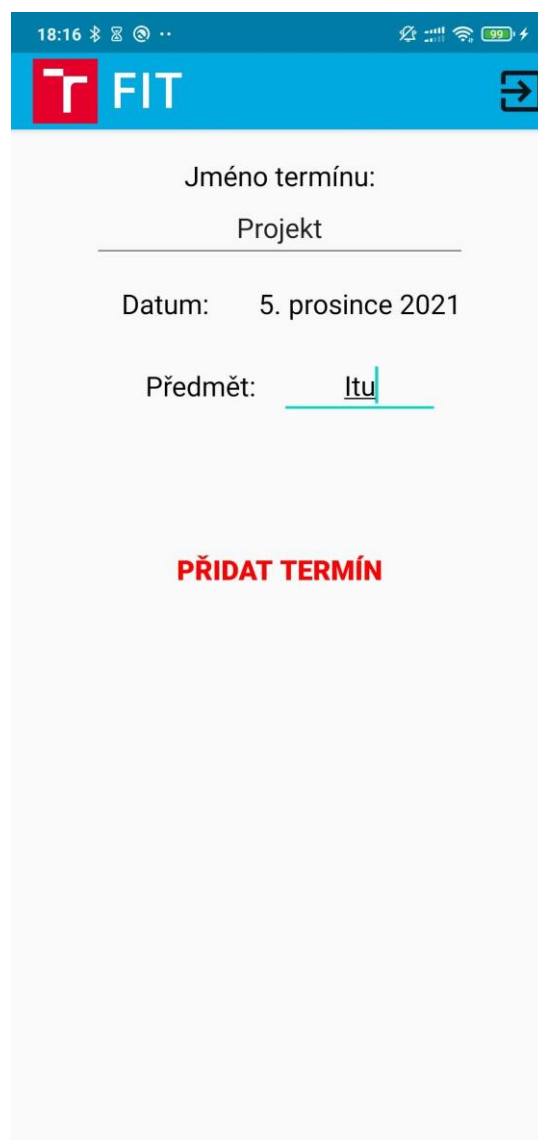 18:16 99
FIT
Jméno termínu:
Projekt
Datum: 5. prosince 2021
Předmět: Itu
PŘIDAT TERMÍN